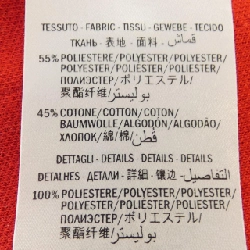 TESSUTO - FABRIC - TISSU - GEWEBE - TECIDO
ТКАНЬ - 表地 - 面料 - قماش
55% POLIESTERE/POLYESTER/POLYESTER/
POLYESTER/POLYESTER/POLIÉSTER/
ПОЛИЭСТЕР/ポリエステル/
聚酯纤维/بوليستر
45% COTONE/COTTON/COTON/
BAUMWOLLE/ALGODÓN/ALGODÃO/
ХЛОПОК/綿/棉/قطن
DETTAGLI - DETAILS - DETAILS - DETAILS
DETALHES - ДЕТАЛИ - 詳細 - 镶边 - التفاصيل
100% POLIESTERE/POLYESTER/POLYESTER/
POLYESTER/POLYESTER/POLIÉSTER/
ПОЛИЭСТЕР/ポリエステル/
聚酯纤维/بوليستر